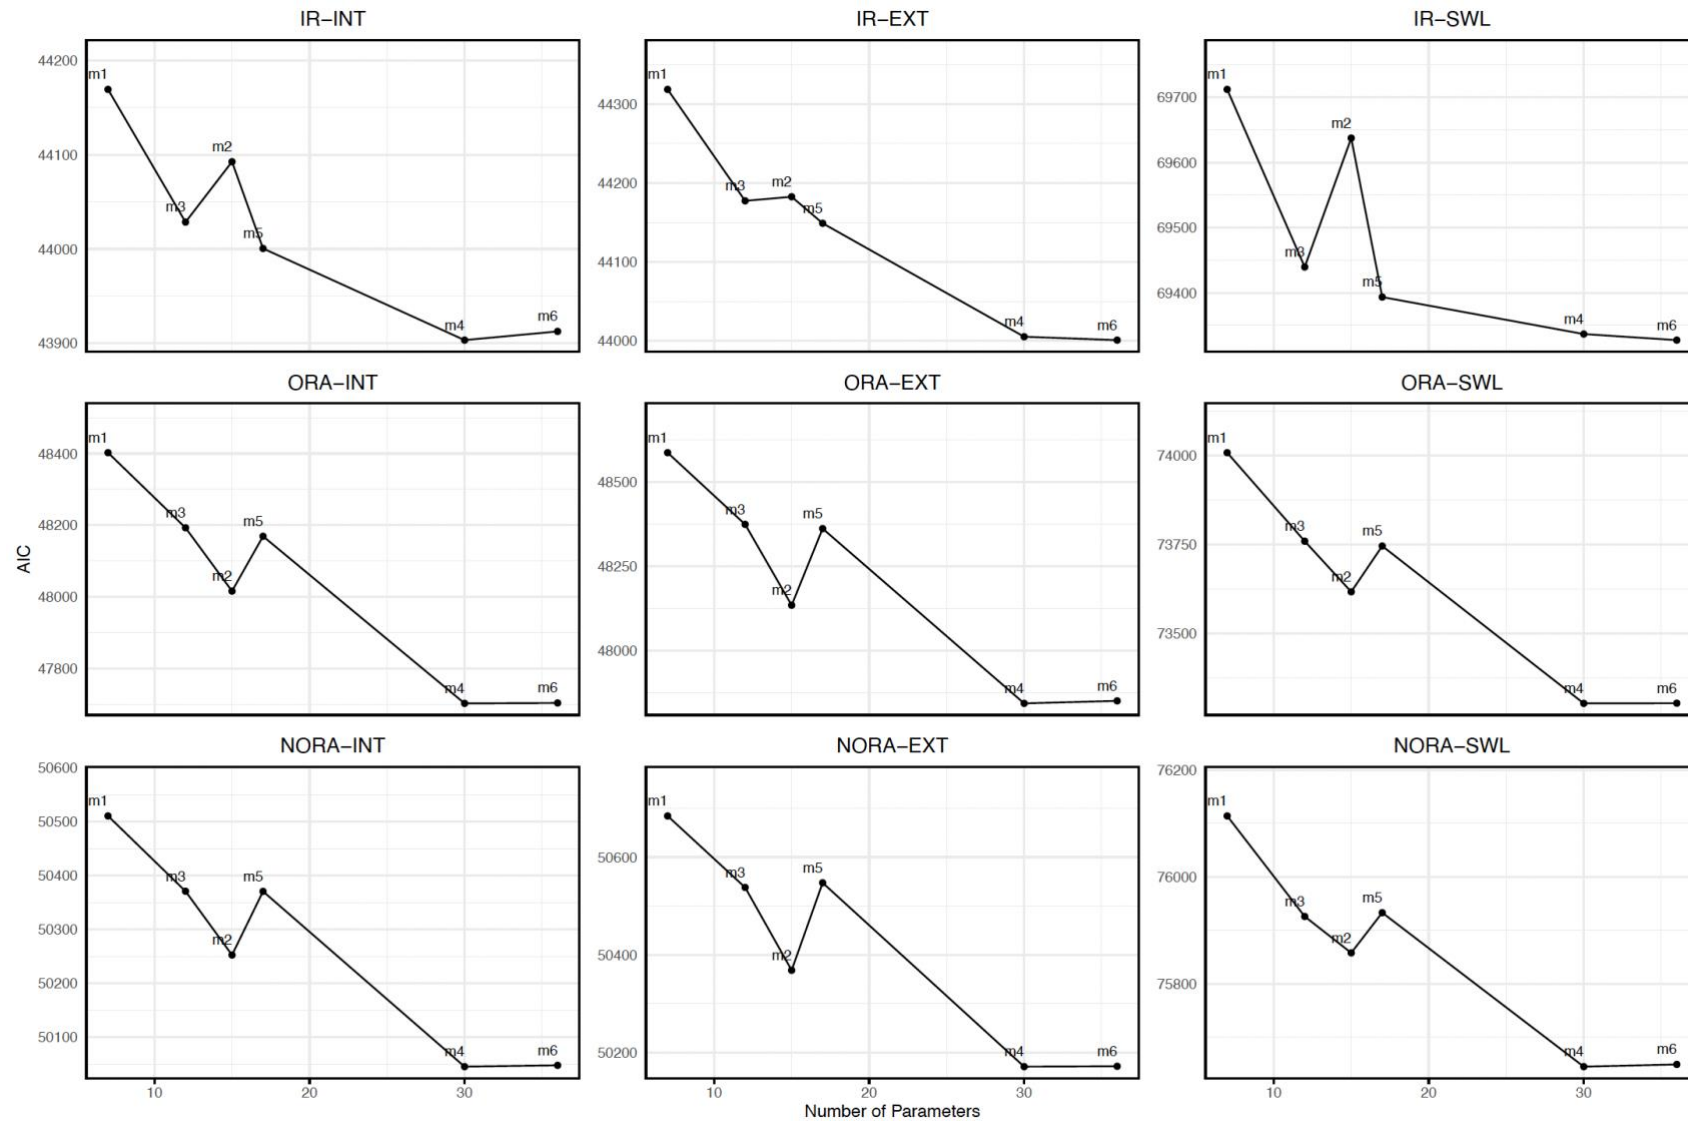 IR−INT
IR−EXT
IR−SWL
44200
44100
44000
43900
m1
m3
m2
m5
m4
m6
44300
44200
44100
44000
m1
m3
m2
m5
m4
m6
69700
69600
69500
69400
m1
m3
m2
m5
m4
m6
ORA−INT
ORA−EXT
ORA−SWL
AIC
48400
48200
48000
47800
m1
m3
m2
m5
m4
m6
48500
48250
48000
m1
m3
m2
m5
m4
m6
74000
73750
73500
m1
m3
m2
m5
m4
m6
NORA−INT
NORA−EXT
NORA−SWL
50600
50500
50400
50300
50200
50100
m1
m3
m2
m5
m4
m6
50600
50400
50200
m1
m3
m2
m5
m4
m6
76200
76000
75800
m1
m3
m2
m5
m4
m6
10 20 30
10 20 30
10 20 30
Number of Parameters